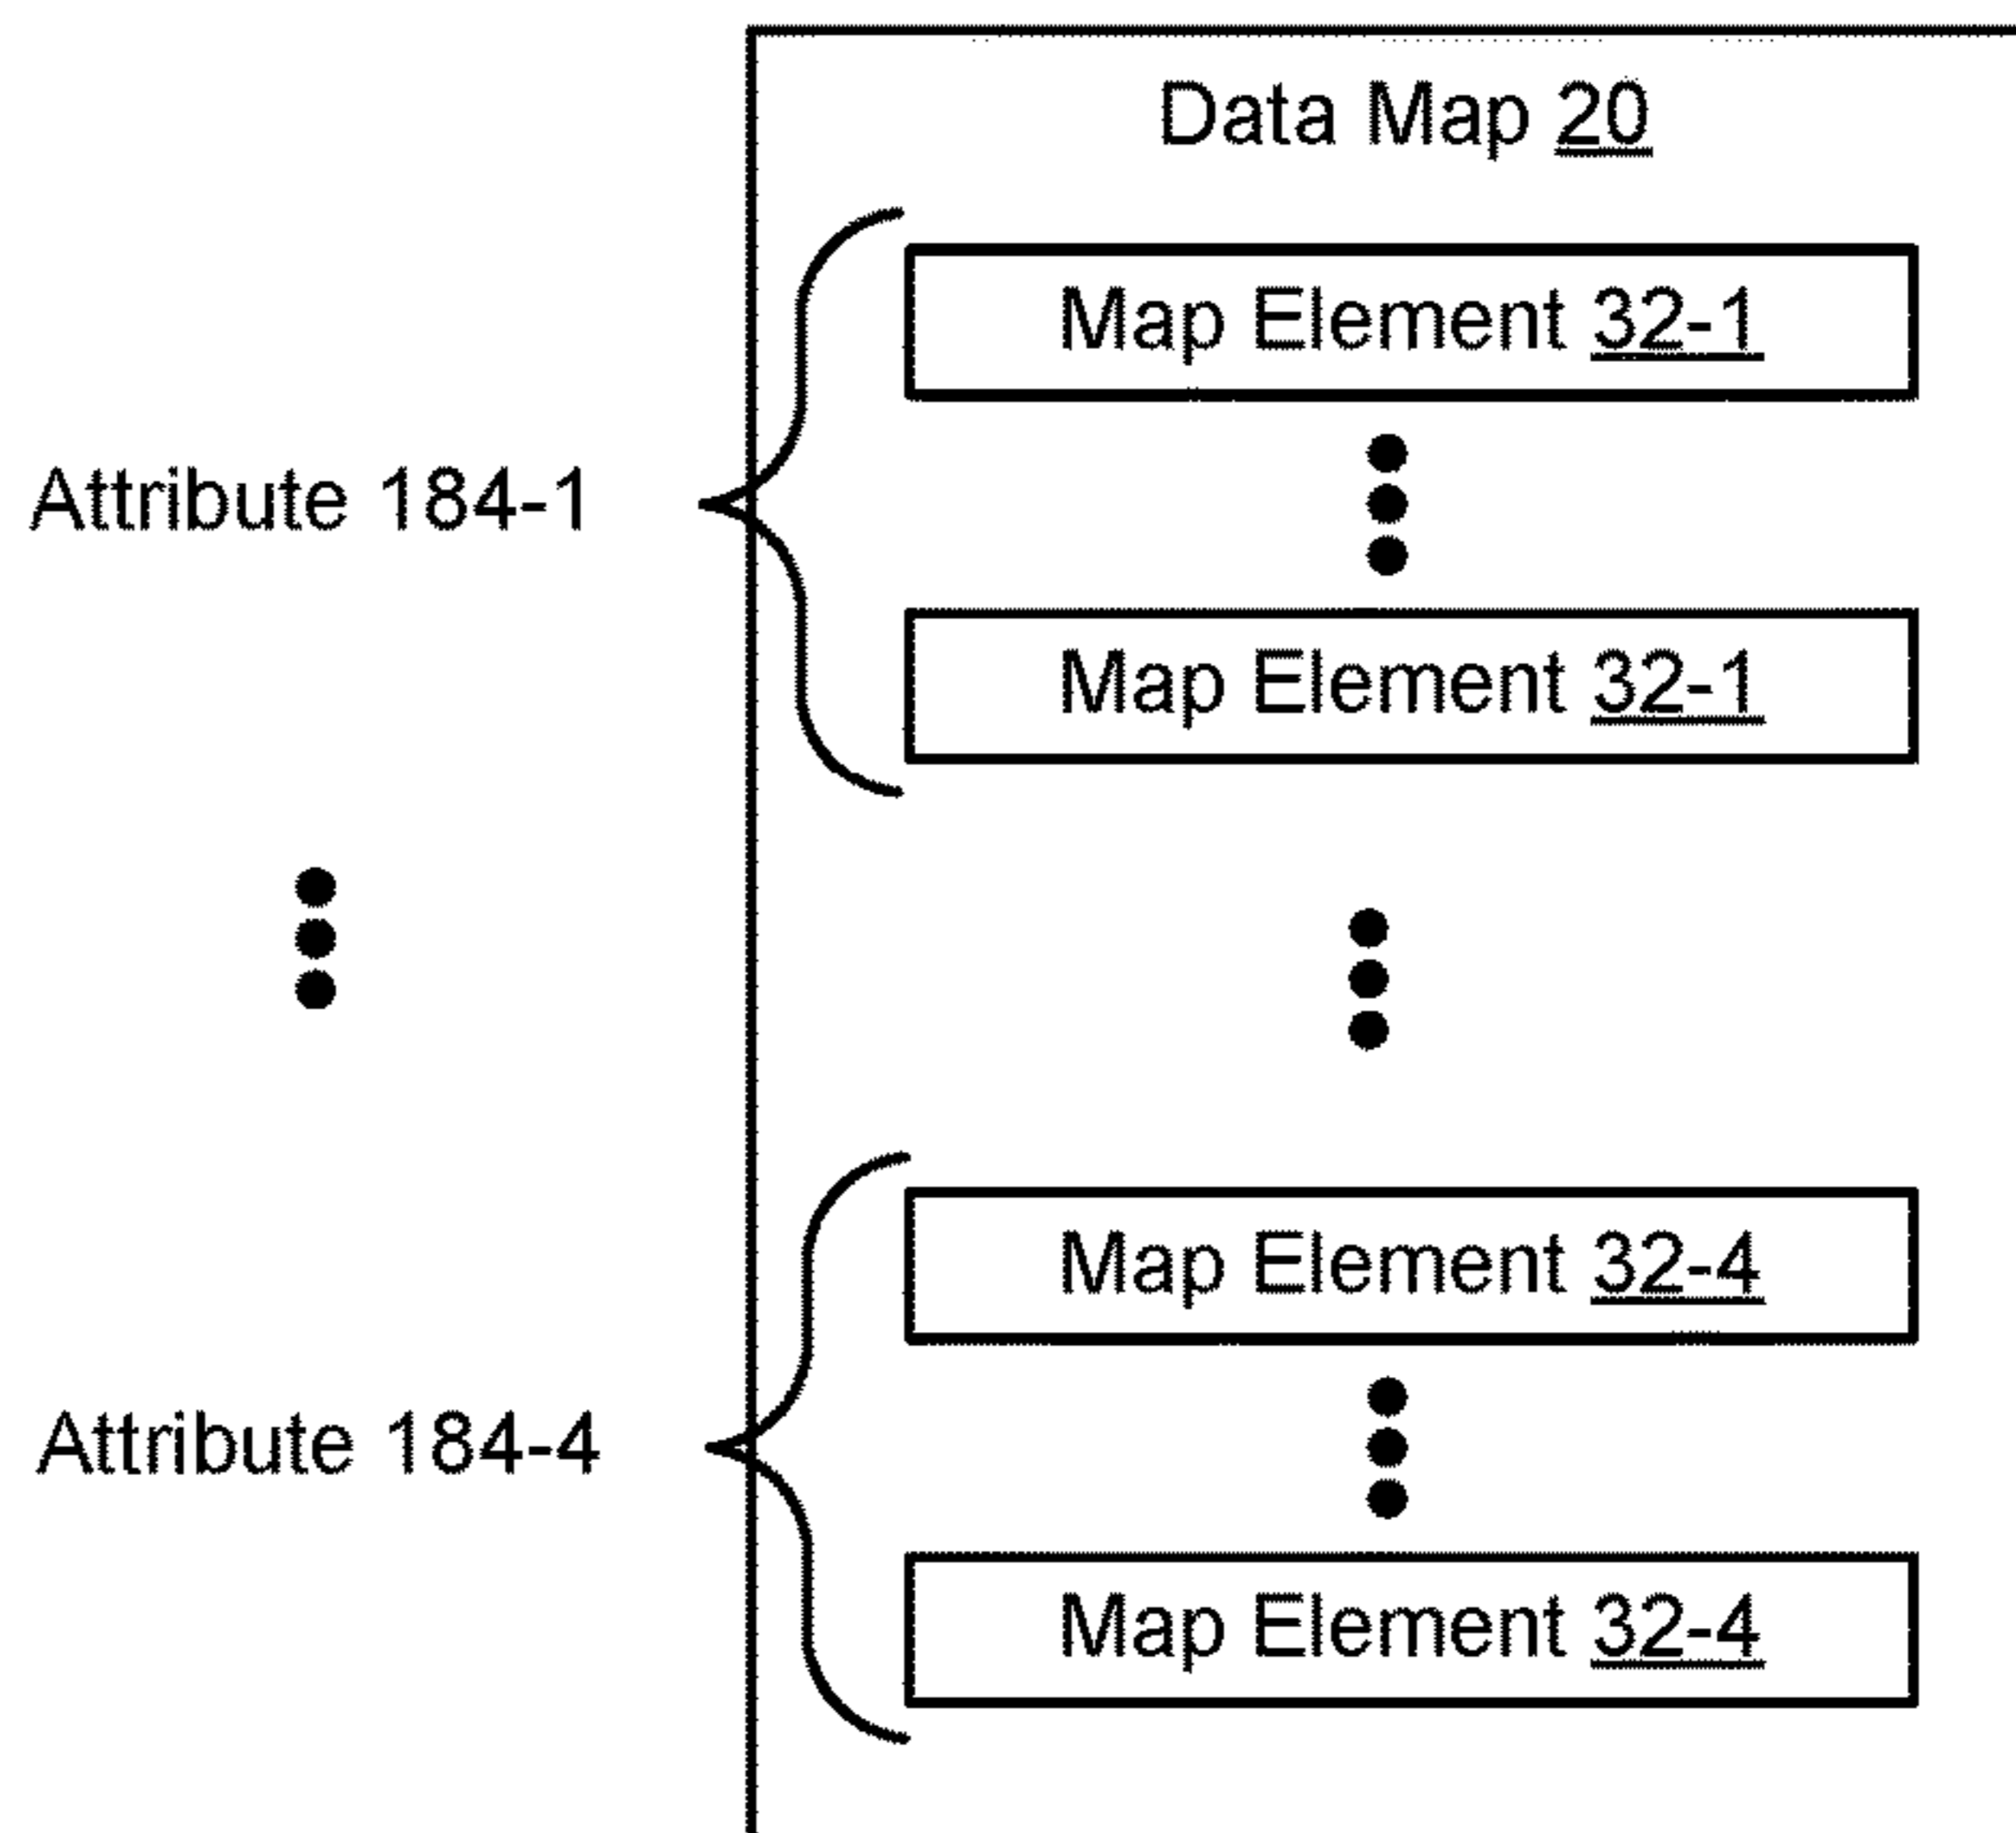 Data Map 20
Map Element 32-1
Attribute 184-1
Map Element 32-1
Map Element 32-4
Attribute 184-4
Map Element 32-4